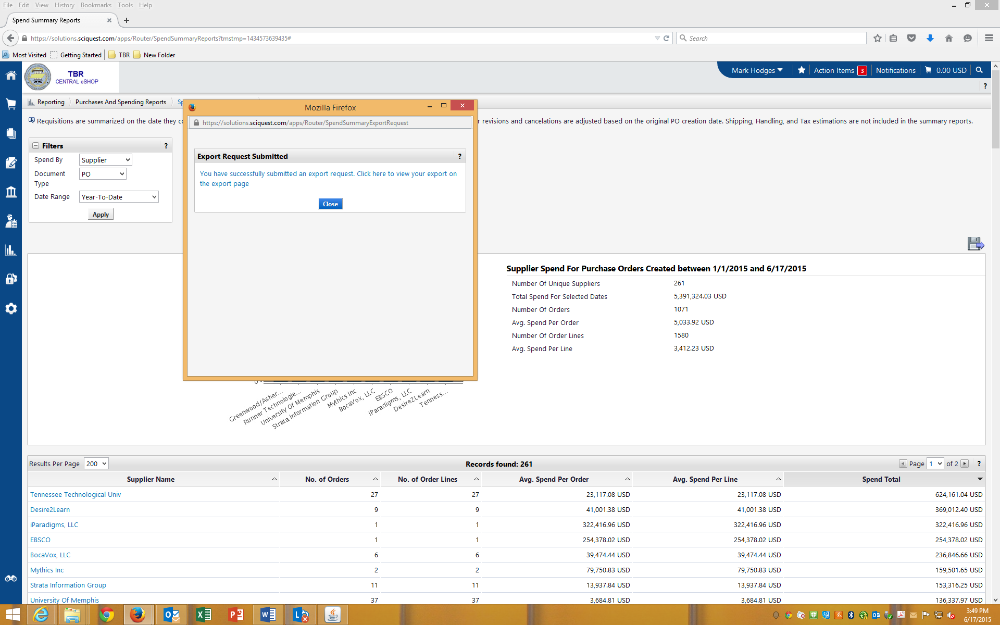 File Edit View History Bookmarks Tools Help
Spend Summary Reports
https://solutions.sciquest.com/apps/Router/SpendSummaryReports?tmstmp=1434573639435#
Search
Most Visited Getting Started TBR New Folder
TBR
CENTRAL eSHOP
Mark Hodges Action Items 3 Notifications 0.00 USD
?
Reporting Purchases And Spending Reports Sp
Requisitions are summarized on the date they co r revisions and cancelations are adjusted based on the original PO creation date. Shipping, Handling, and Tax estimations are not included in the summary reports.
Filters ?
Spend By Supplier
Document Type PO
Date Range Year-To-Date
Apply
Mozilla Firefox
https://solutions.sciquest.com/apps/Router/SpendSummaryExportRequest
Export Request Submitted ?
You have successfully submitted an export request. Click here to view your export on
the export page
Close
Supplier Spend For Purchase Orders Created between 1/1/2015 and 6/17/2015
Number Of Unique Suppliers 261
Total Spend For Selected Dates 5,391,324.03 USD
Number Of Orders 1071
Avg. Spend Per Order 5,033.92 USD
Number Of Order Lines 1580
Avg. Spend Per Line 3,412.23 USD
0
Greenwood/Asher...
Runner Technologie...
University Of Memphis
Strata Information Group
Mythics Inc
BocaVox, LLC
EBSCO
iParadigms, LLC
Desire2Learn
Tenness...
Results Per Page 200 Records found: 261 Page 1 of 2 ?
Supplier Name No. of Orders No. of Order Lines Avg. Spend Per Order Avg. Spend Per Line Spend Total
Tennessee Technological Univ 27 27 23,117.08 USD 23,117.08 USD 624,161.04 USD
Desire2Learn 9 9 41,001.38 USD 41,001.38 USD 369,012.40 USD
iParadigms, LLC 1 1 322,416.96 USD 322,416.96 USD 322,416.96 USD
EBSCO 1 1 254,378.02 USD 254,378.02 USD 254,378.02 USD
BocaVox, LLC 6 6 39,474.44 USD 39,474.44 USD 236,846.66 USD
Mythics Inc 2 2 79,750.83 USD 79,750.83 USD 159,501.65 USD
Strata Information Group 11 11 13,937.84 USD 13,937.84 USD 153,316.25 USD
University Of Memphis 37 37 3,684.81 USD 3,684.81 USD 136,337.97 USD
3:49 PM
6/17/2015